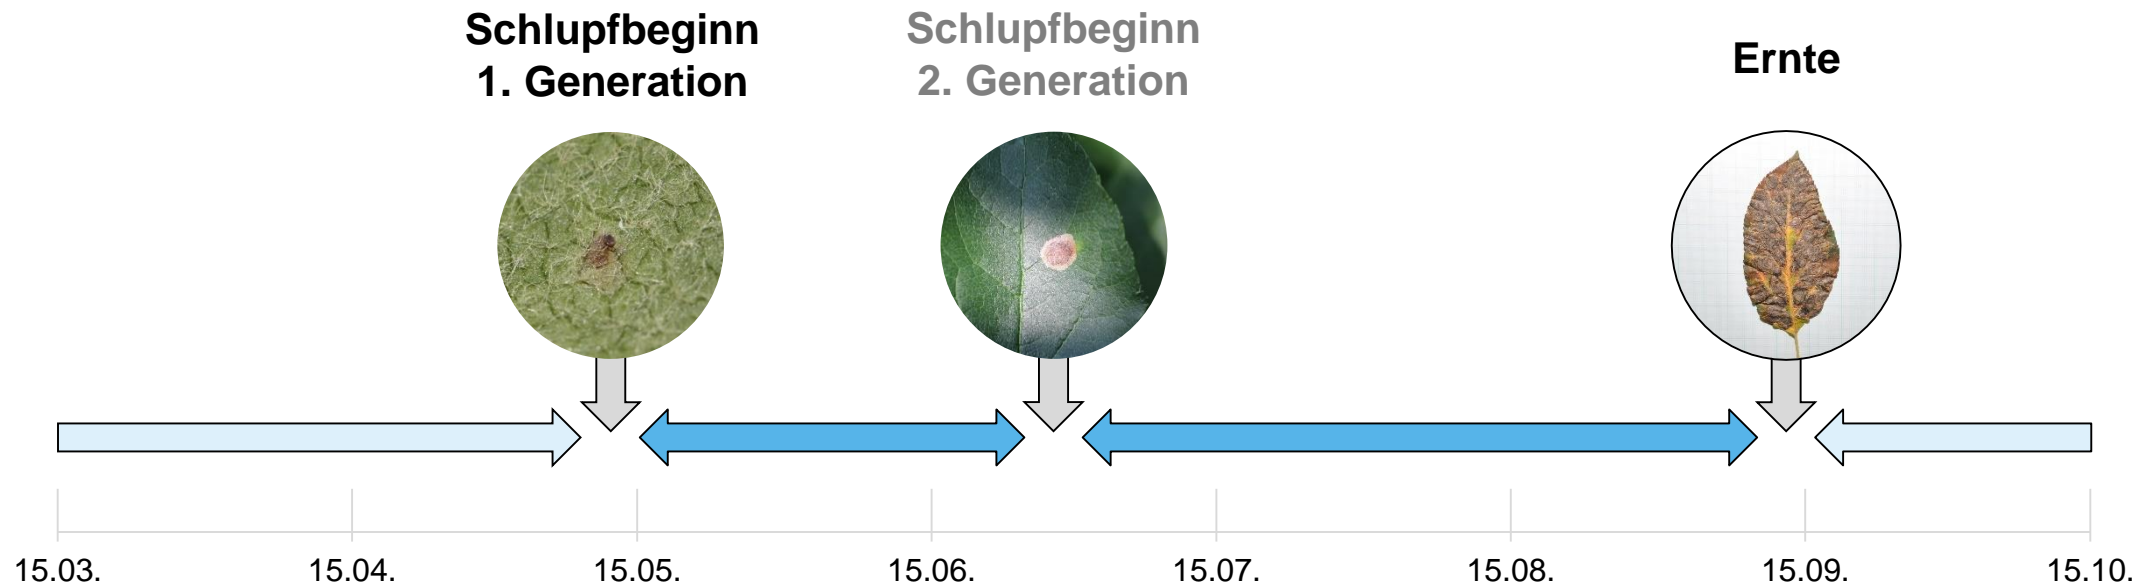 Schlupfbeginn
1. Generation
Schlupfbeginn
2. Generation
Ernte
15.03.
15.04.
15.05.
15.06.
15.07.
15.08.
15.09.
15.10.